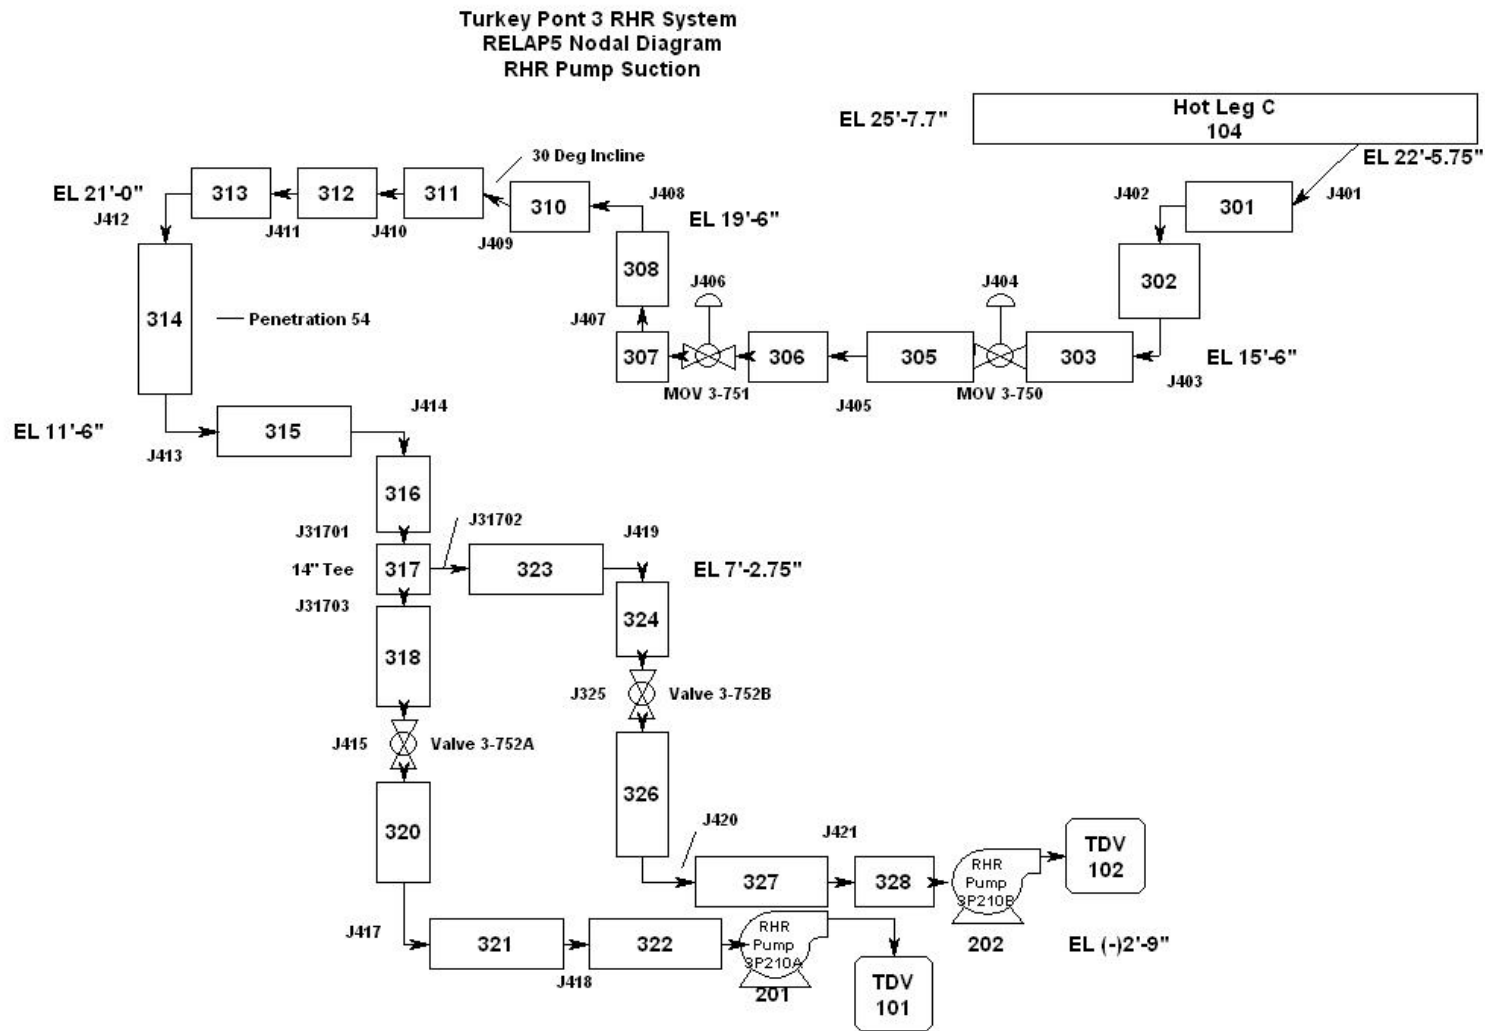 Turkey Pont 3 RHR System
RELAP5 Nodal Diagram
RHR Pump Suction
EL 25'-7.7"
Hot Leg C
104
EL 22'-5.75"
30 Deg Incline
EL 21'-0"
313
312
311
310
J408
J402
301
J401
J412
J411
J410
J409
EL 19'-6"
314
Penetration 54
308
J406
J404
302
J407
307
306
305
303
EL 15'-6"
MOV 3-751
J405
MOV 3-750
J403
EL 11'-6"
J413
315
J414
316
J31701
J31702
J419
14" Tee
317
323
EL 7'-2.75"
J31703
324
318
J325
Valve 3-752B
J415
Valve 3-752A
326
320
J420
J421
327
328
RHR
Pump
3P210B
TDV
102
J417
321
J418
322
RHR
Pump
3P210A
201
202
EL (-)2'-9"
TDV
101